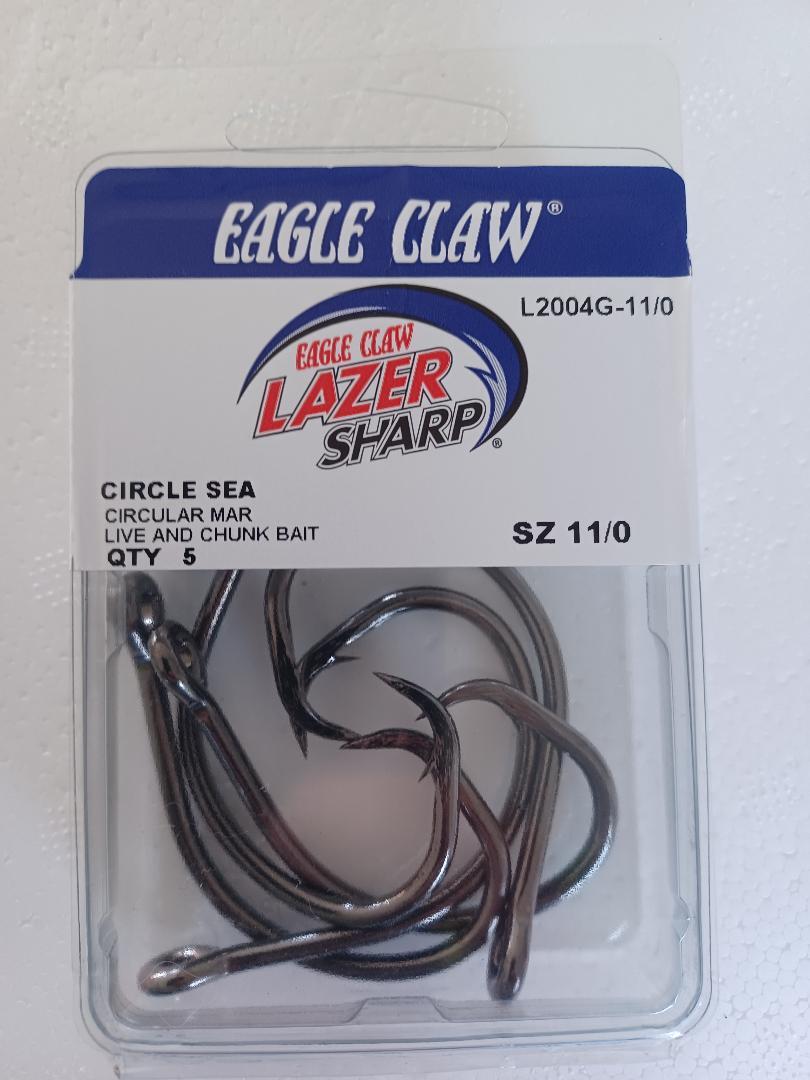 EAGLE CLAW®
L2004G-11/0
EAGLE CLAW
LAZER
SHARP®
CIRCLE SEA
CIRCULAR MAR
LIVE AND CHUNK BAIT
QTY 5
SZ 11/0